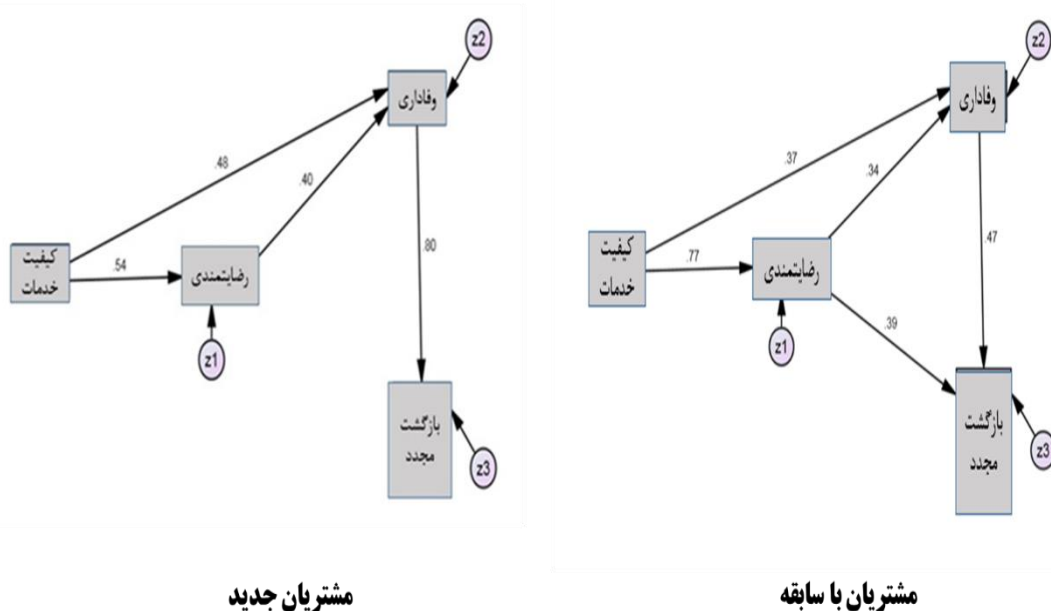 z2
وفاداری
.48
.40
کیفیت
خدمات
.54
رضایتمندی
.80
z1
بازگشت
مجدد
z3
مشتریان جدید
z2
وفاداری
.37
.34
کیفیت
خدمات
.77
رضایتمندی
.47
z1
.39
بازگشت
مجدد
z3
مشتریان با سابقه